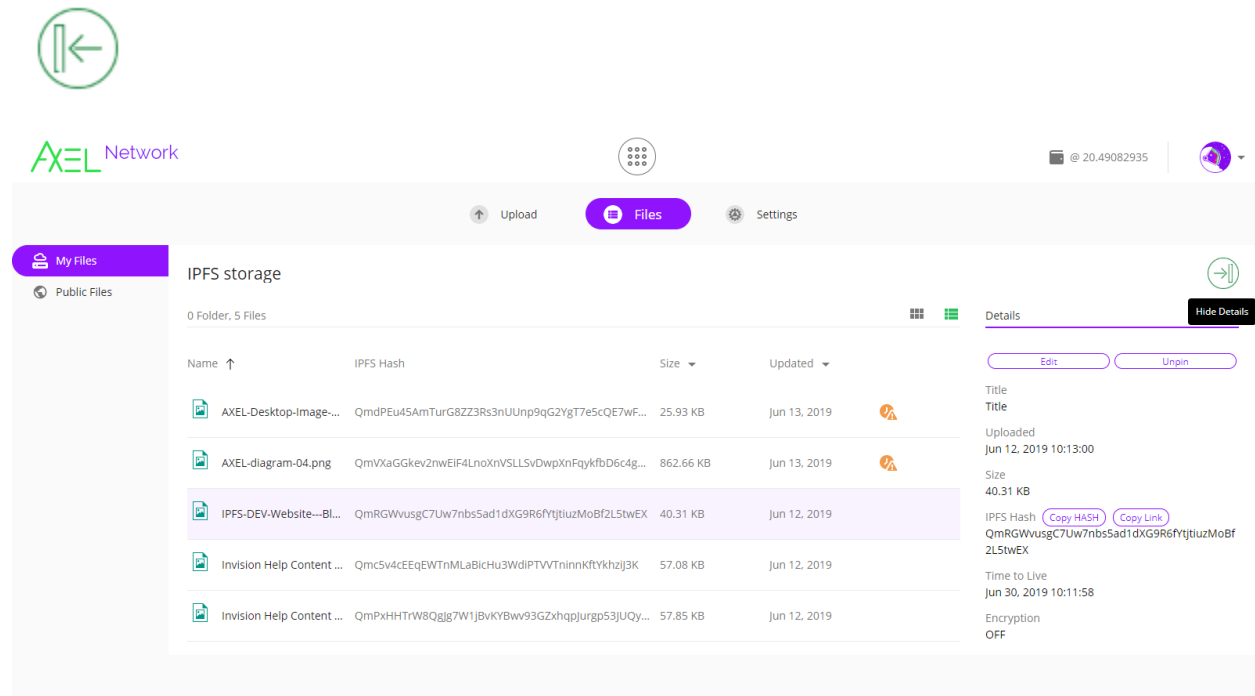 AXEL Network
@ 20.49082935
Upload
Files
Settings
My Files
Public Files
IPFS storage
0 Folder, 5 Files
Name
IPFS Hash
Size
Updated
AXEL-Desktop-Image-... QmdPEu45AmTurG8ZZ3Rs3nUUnp9qG2YgT7e5cQE7wF... 25.93 KB Jun 13, 2019
AXEL-diagram-04.png QmVXaGGkev2nwEiF4LnoXnVSLLSvDwpXnFqykfbD6c4g... 862.66 KB Jun 13, 2019
IPFS-DEV-Website---Bl... QmRGWvusgC7Uw7nbs5ad1dXG9R6fYtjtiuzMoBf2L5twEX 40.31 KB Jun 12, 2019
Invision Help Content ... Qmc5v4cEEqEWTnMLaBicHu3WdiPTVVTninnKftYkhziJ3K 57.08 KB Jun 12, 2019
Invision Help Content ... QmPxHHTrW8QgJg7W1jBvKYBwv93GZxhqpJurgp53JUQy... 57.85 KB Jun 12, 2019
Details
Hide Details
Edit
Unpin
Title
Title
Uploaded
Jun 12, 2019 10:13:00
Size
40.31 KB
IPFS Hash Copy HASH Copy Link
QmRGWvusgC7Uw7nbs5ad1dXG9R6fYtjtiuzMoBf
2L5twEX
Time to Live
Jun 30, 2019 10:11:58
Encryption
OFF